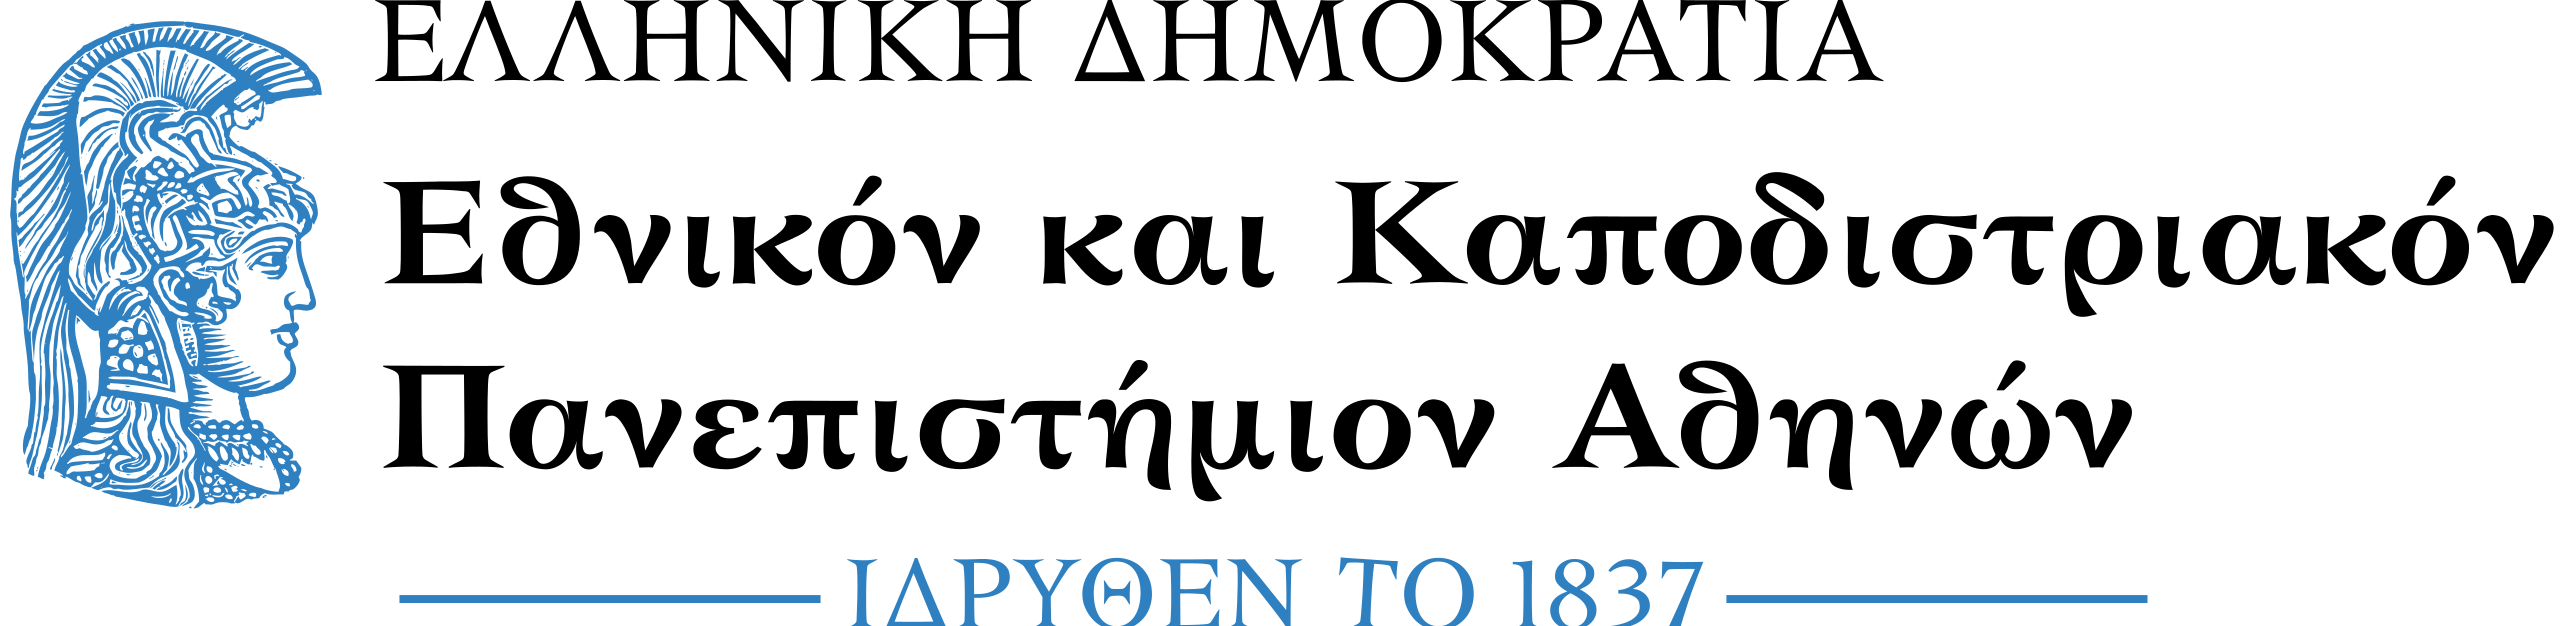 ΕΛΛΗΝΙΚΗ ΔΗΜΟΚΡΑΤΙΑ
Εθνικόν και Καποδιστριακόν
Πανεπιστήμιον Αθηνών
ΙΔΡΥΘΕΝ ΤΟ 1837